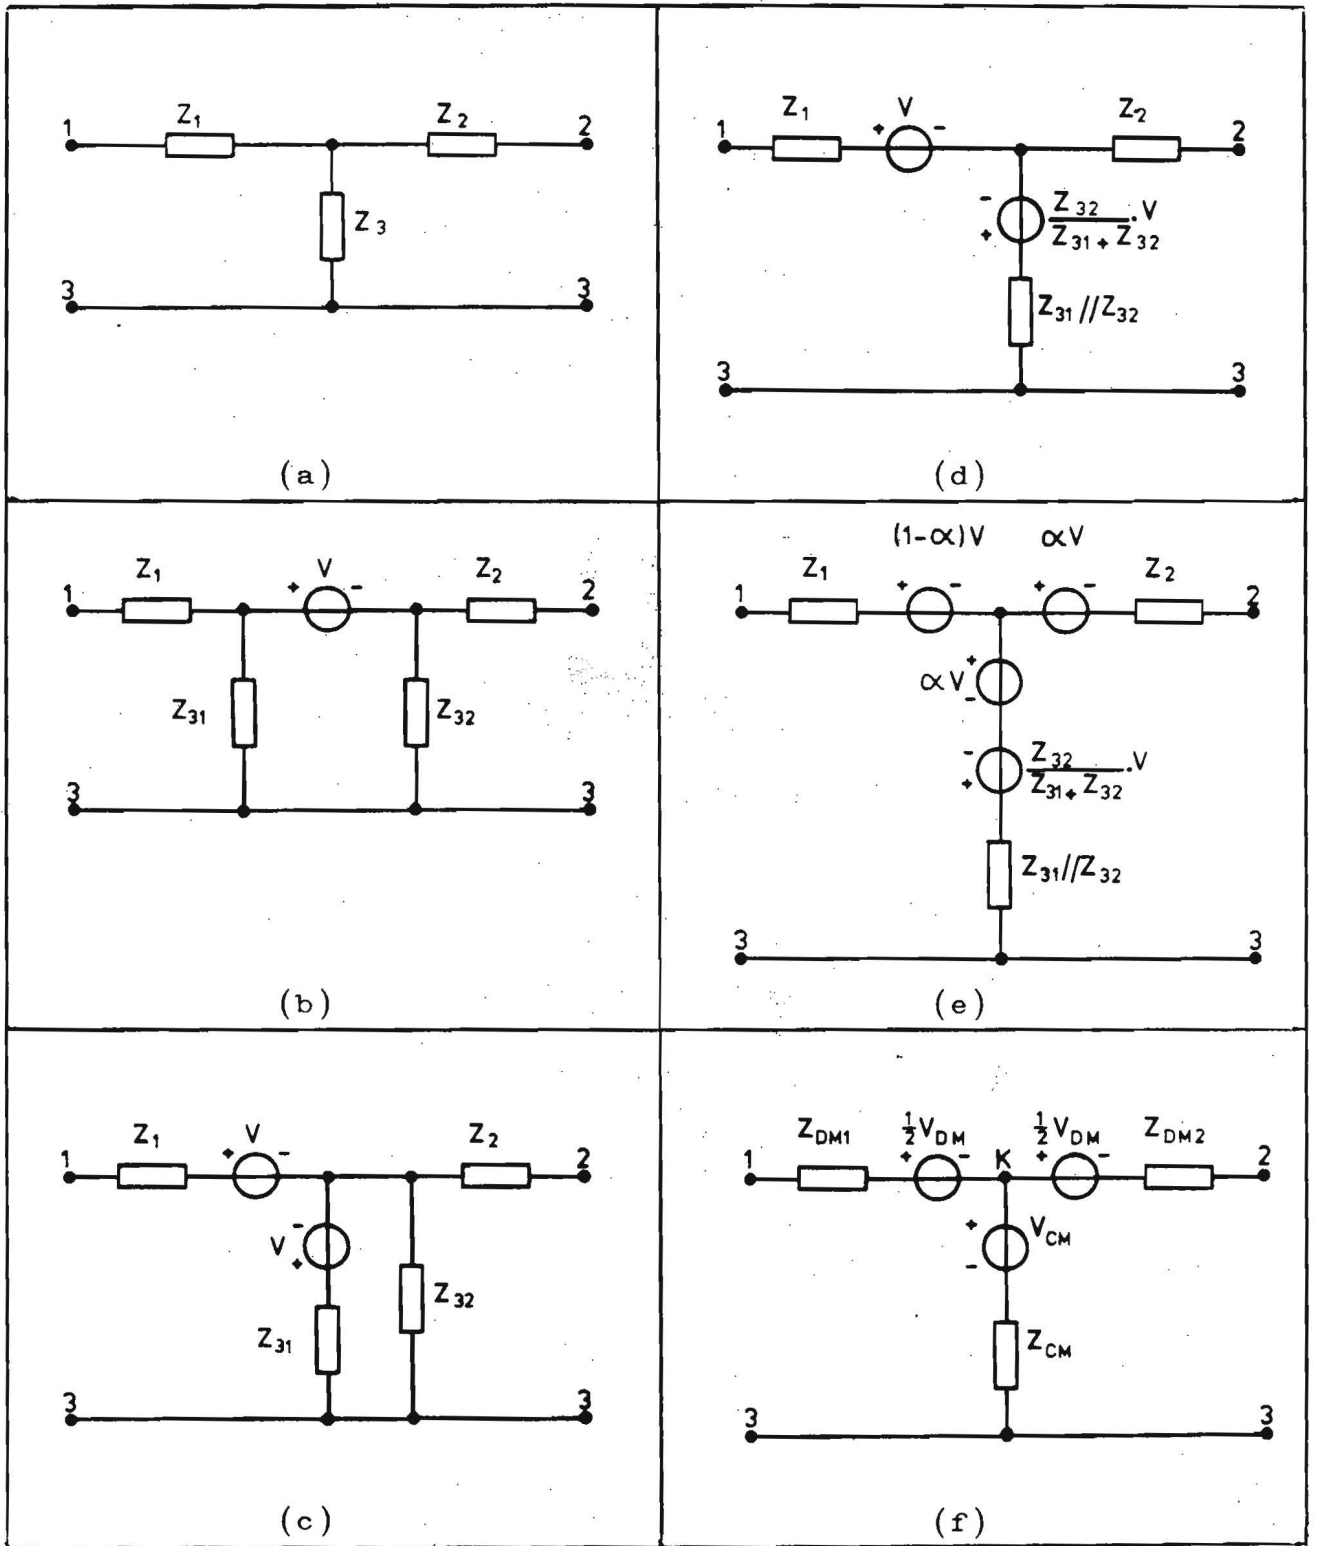 Z1
Z2
1
2
Z3
3
3
(a)
Z1
V
Z2
1
+
-
2
Z31
Z32
3
3
(b)
Z1
V
Z2
1
+
-
2
-
V
+
Z32
Z31
3
3
(c)
Z1
V
Z2
1
+
-
2
-
+
Z32
Z31 + Z32
.V
Z31//Z32
3
3
(d)
(1-α)V
αV
Z1
Z2
1
+
-
+
-
2
+
αV
-
-
+
Z32
Z31 + Z32
.V
Z31//Z32
3
3
(e)
ZDM1
½VDM
½VDM
ZDM2
1
+
-
K
+
-
2
+
VCM
-
ZCM
3
3
(f)